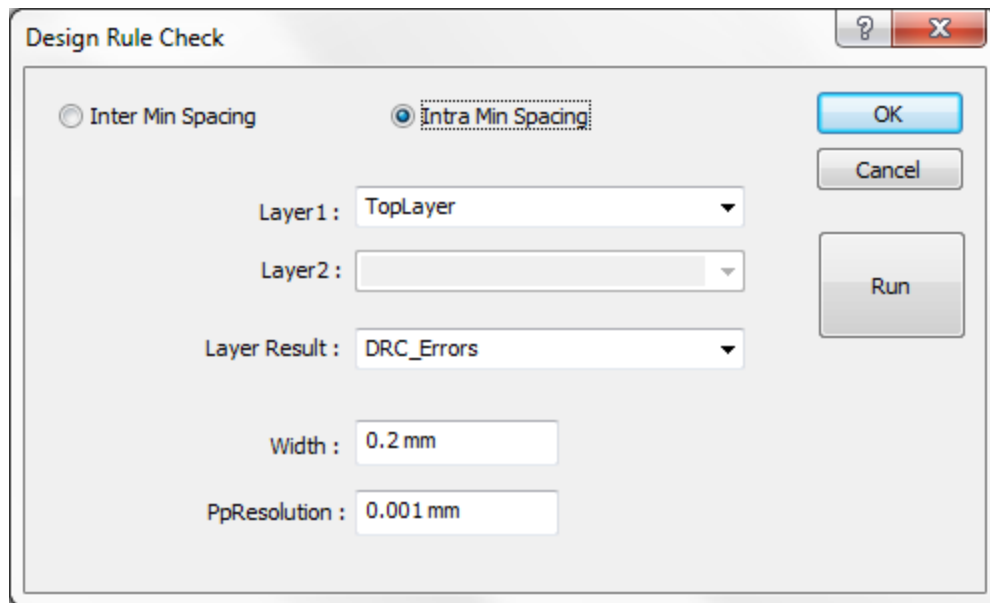 Design Rule Check
?
Inter Min Spacing
Intra Min Spacing
OK
Cancel
Layer1 :
TopLayer
Layer2 :
Run
Layer Result :
DRC_Errors
Width :
0.2 mm
PpResolution :
0.001 mm